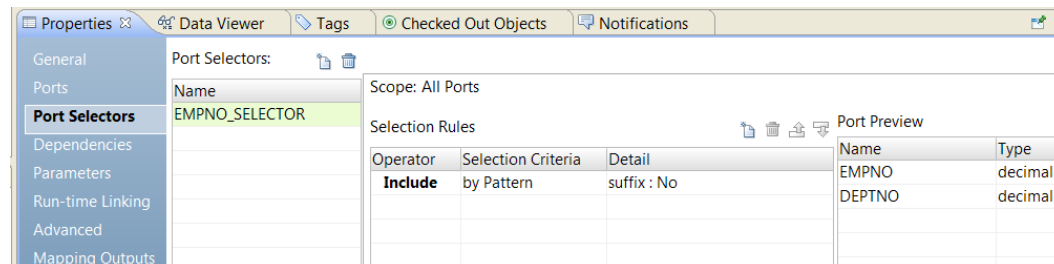 Properties Data Viewer Tags Checked Out Objects Notifications
General
Ports
Port Selectors
Dependencies
Parameters
Run-time Linking
Advanced
Mapping Outputs
Port Selectors:
Name
EMPNO_SELECTOR
Scope: All Ports
Selection Rules
Operator Selection Criteria Detail
Include by Pattern suffix : No
Port Preview
Name Type
EMPNO decimal
DEPTNO decimal